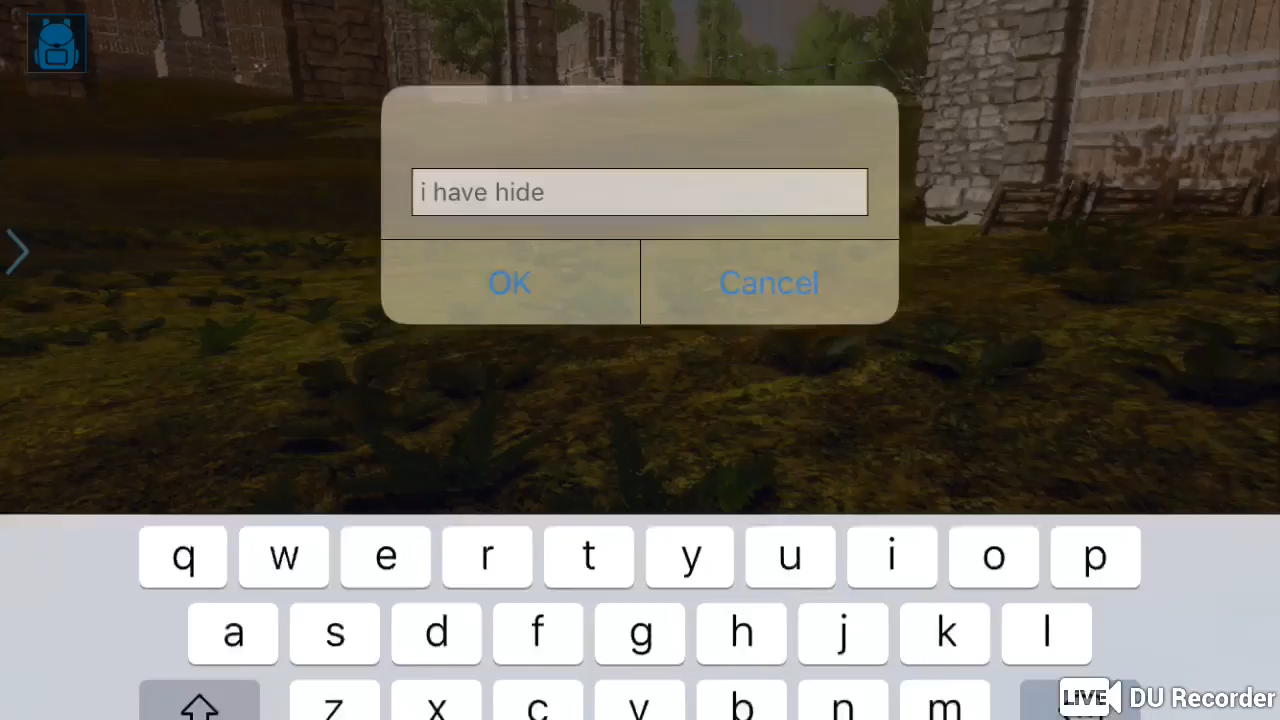 i have hide
OK
Cancel
q w e r t y u i o p
a s d f g h j k l
z x c v b n m
LIVE DU Recorder